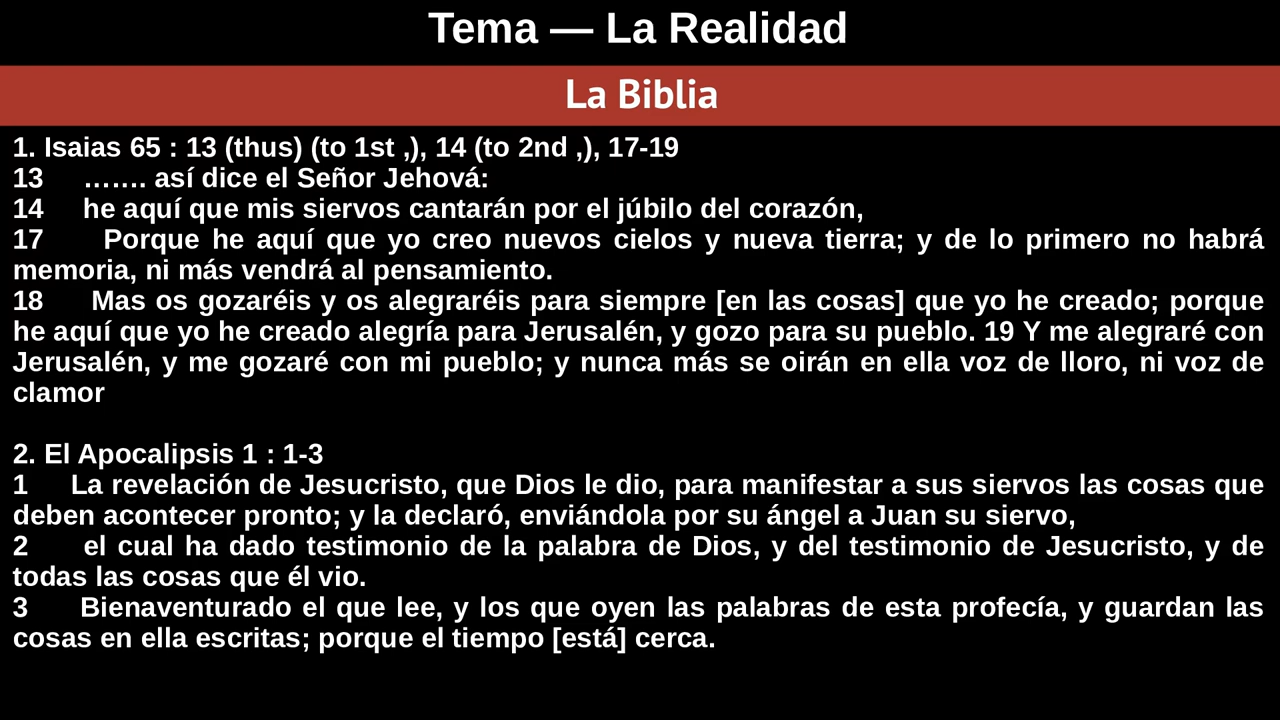 Tema — La Realidad
La Biblia
1. Isaias 65 : 13 (thus) (to 1st ,), 14 (to 2nd ,), 17-19
13 ……. así dice el Señor Jehová:
14 he aquí que mis siervos cantarán por el júbilo del corazón,
17 Porque he aquí que yo creo nuevos cielos y nueva tierra; y de lo primero no habrá
memoria, ni más vendrá al pensamiento.
18 Mas os gozaréis y os alegraréis para siempre [en las cosas] que yo he creado; porque
he aquí que yo he creado alegría para Jerusalén, y gozo para su pueblo. 19 Y me alegraré con
Jerusalén, y me gozaré con mi pueblo; y nunca más se oirán en ella voz de lloro, ni voz de
clamor
2. El Apocalipsis 1 : 1-3
1 La revelación de Jesucristo, que Dios le dio, para manifestar a sus siervos las cosas que
deben acontecer pronto; y la declaró, enviándola por su ángel a Juan su siervo,
2 el cual ha dado testimonio de la palabra de Dios, y del testimonio de Jesucristo, y de
todas las cosas que él vio.
3 Bienaventurado el que lee, y los que oyen las palabras de esta profecía, y guardan las
cosas en ella escritas; porque el tiempo [está] cerca.